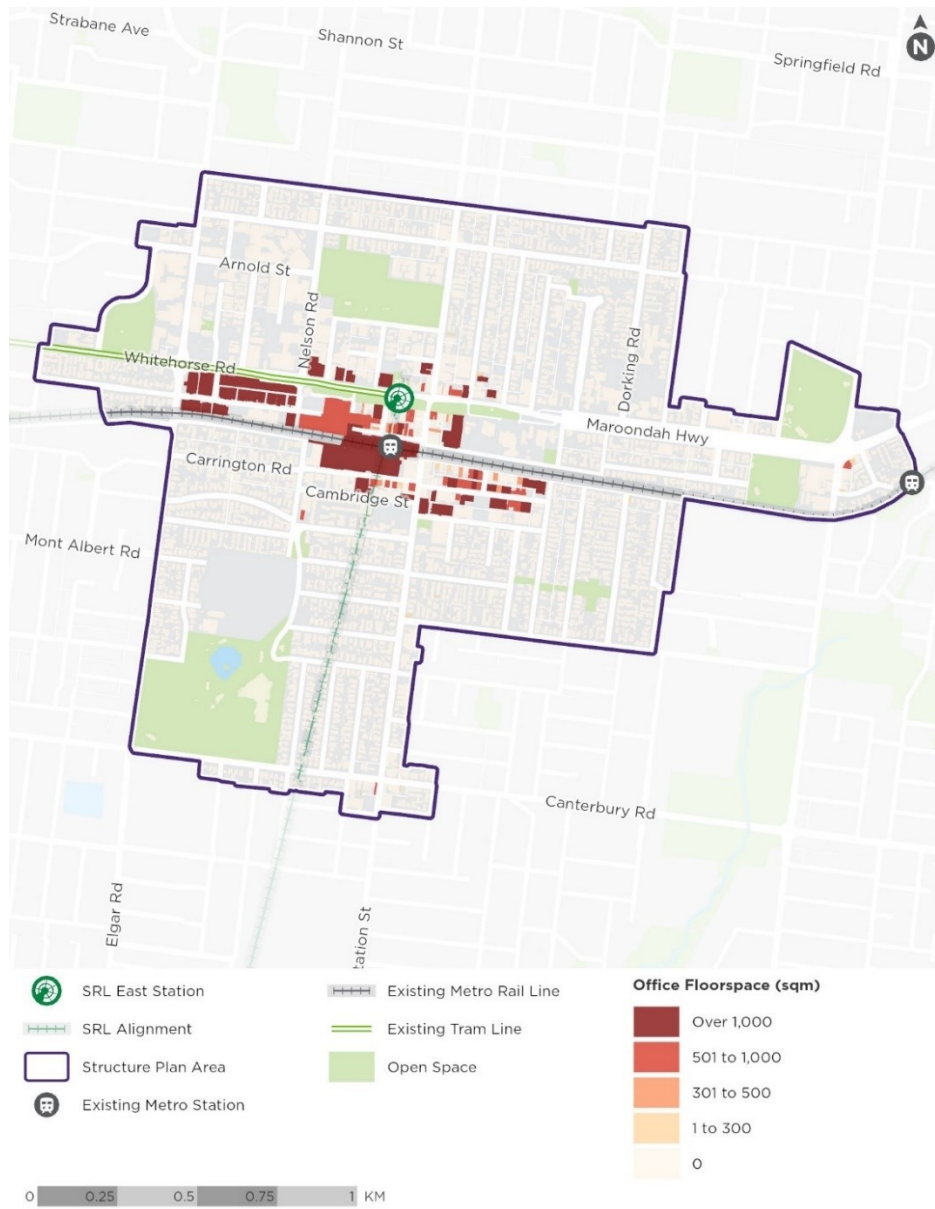 Strabane Ave
Shannon St
N
Springfield Rd
Arnold St
Nelson Rd
Whitehorse Rd
Dorking Rd
Maroondah Hwy
Carrington Rd
Cambridge St
Mont Albert Rd
Canterbury Rd
Elgar Rd
tation St
SRL East Station
SRL Alignment
Structure Plan Area
Existing Metro Station
Existing Metro Rail Line
Existing Tram Line
Open Space
Office Floorspace (sqm)
Over 1,000
501 to 1,000
301 to 500
1 to 300
0
0 0.25 0.5 0.75 1 KM